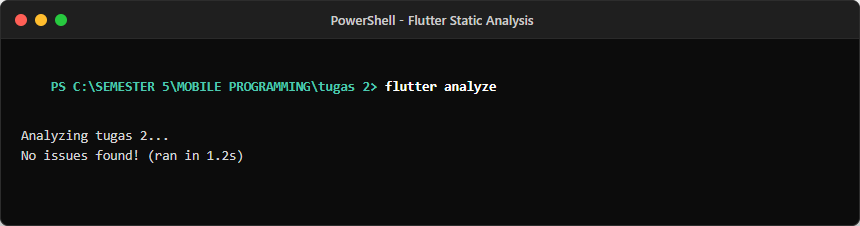 PowerShell - Flutter Static Analysis
PS C:\SEMESTER 5\MOBILE PROGRAMMING\tugas 2> flutter analyze
Analyzing tugas 2...
No issues found! (ran in 1.2s)